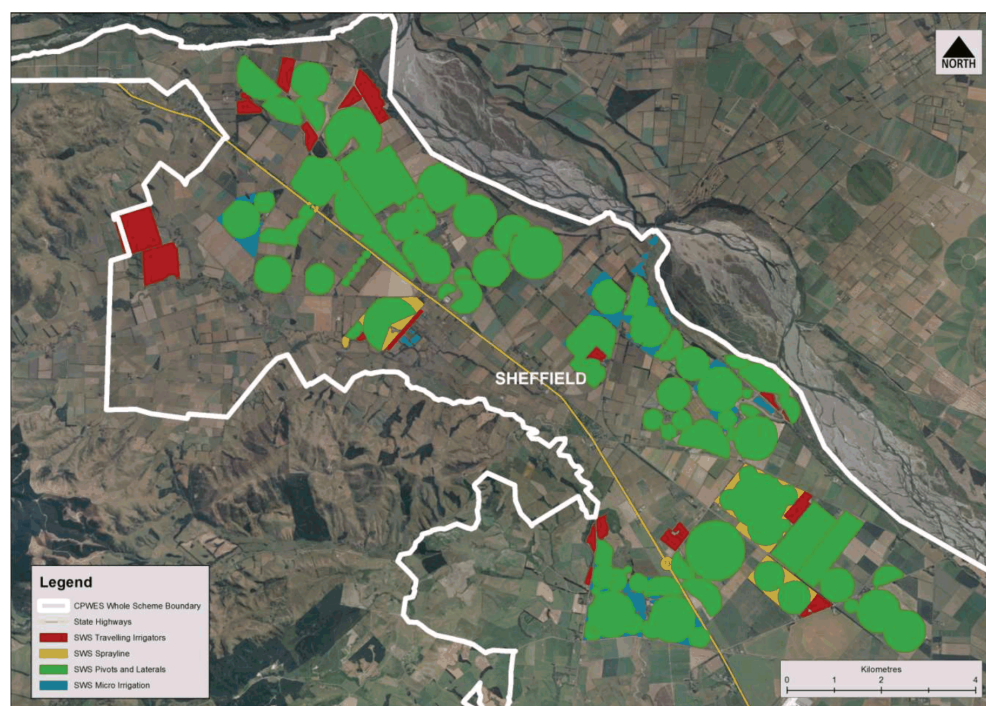 NORTH
SHEFFIELD
Legend
CPWES Whole Scheme Boundary
State Highways
SWS Travelling Irrigators
SWS Sprayline
SWS Pivots and Laterals
SWS Micro Irrigation
Kilometres
0 1 2 4